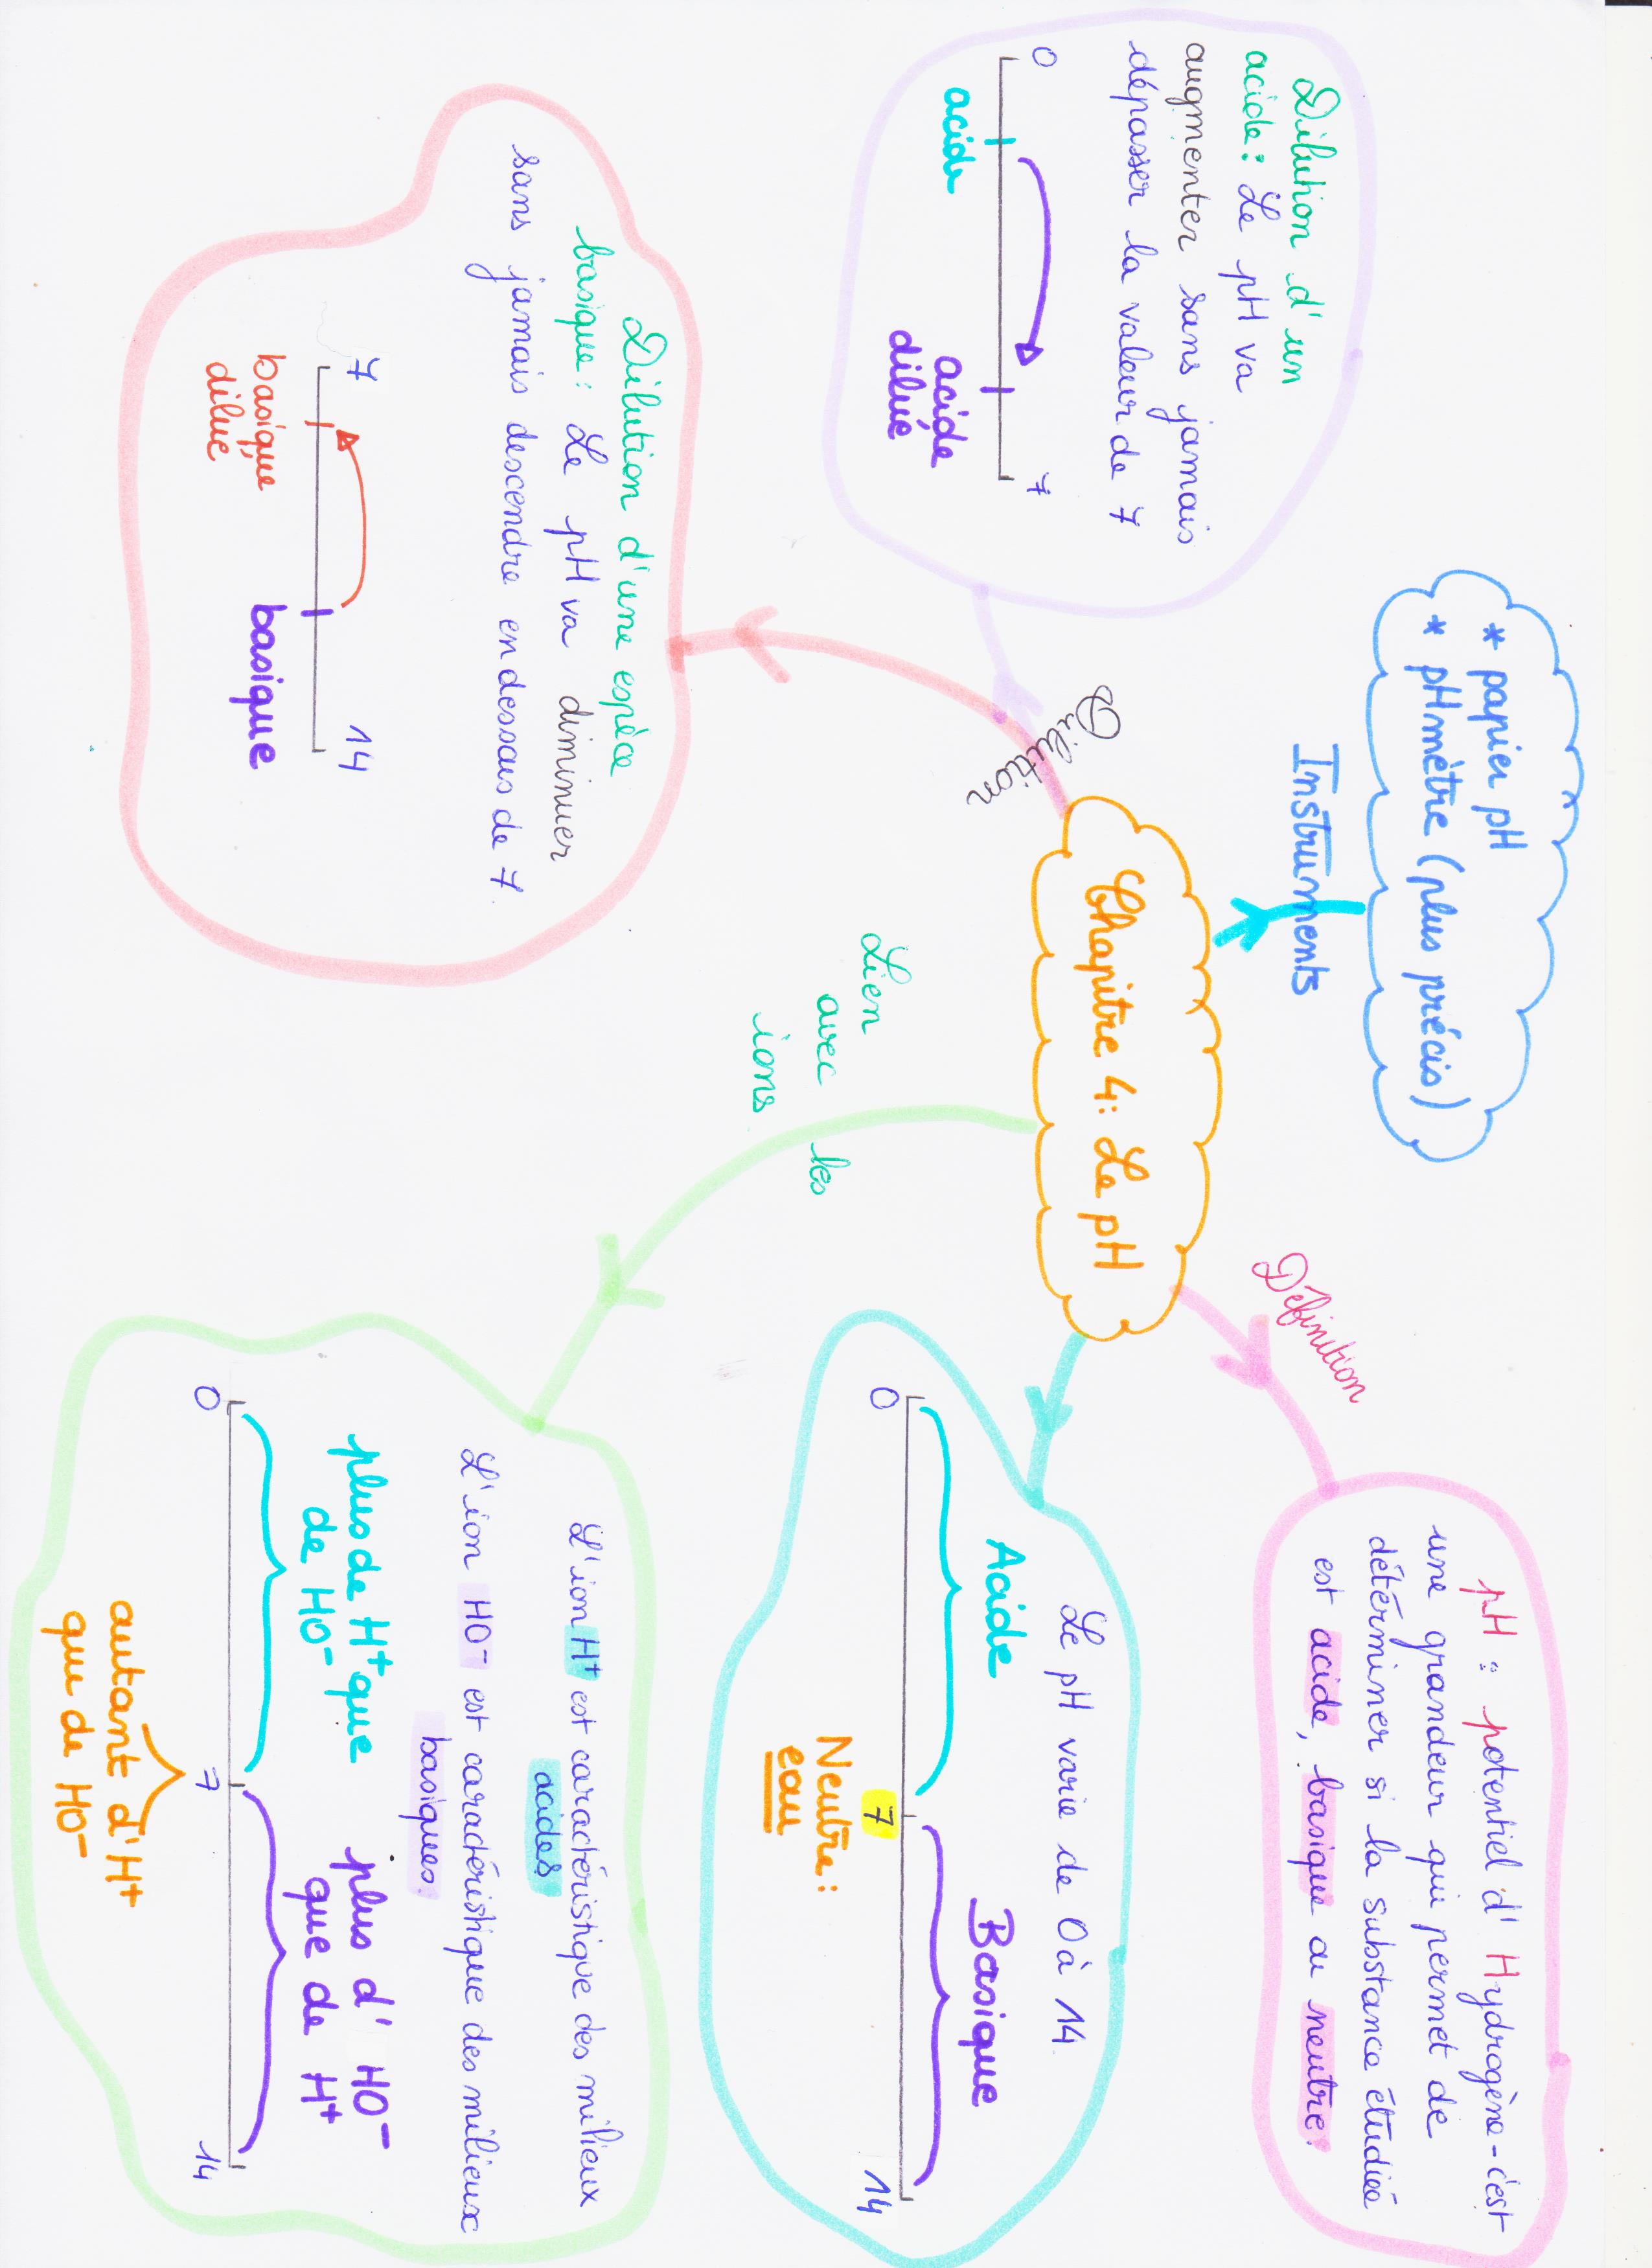 * papier pH
* pHmètre (plus précis)
Instruments
Définition
pH : potentiel d' Hydrogène - c'est
une grandeur qui permet de
détérminer si la substance étudiéé
est acide, basique ou neutre.
Dilution d'un
acide : Le pH va
augmenter sans jamais
dépasser la valeur de 7
0 7
acide
acide
dilué
Chapitre 4: Le pH
Dilution
Le pH varie de 0 à 14
Acide Basique
0 7 14
Neutre :
eau
Lien
avec les
ions
Dilution d'une espèce
basique : Le pH va diminuer
sans jamais descendre en dessous de 7.
7 14
basique basique
dilué
L'ion H⁺ est caractéristique des milieux
acides
L'ion HO⁻ est caractéristique des milieux
basiques.
plus de H⁺ que
de HO⁻
plus d' HO⁻
que de H⁺
0 7 14
autant d'H⁺
que de HO⁻